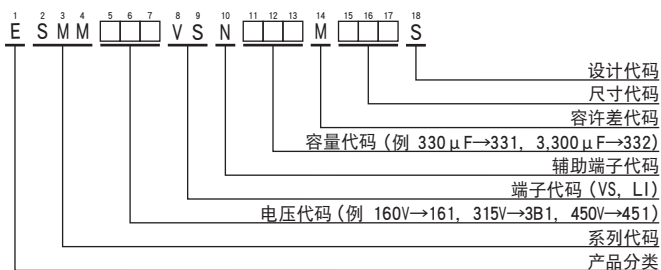 1 2 3 4 5 6 7 8 9 10 11 12 13 14 15 16 17 18
E S M M □□□ V S N □□□ M □□□ S
设计代码
尺寸代码
容许差代码
容量代码 (例 330μF→331, 3,300μF→332)
辅助端子代码
端子代码 (VS, LI)
电压代码 (例 160V→161, 315V→3B1, 450V→451)
系列代码
产品分类